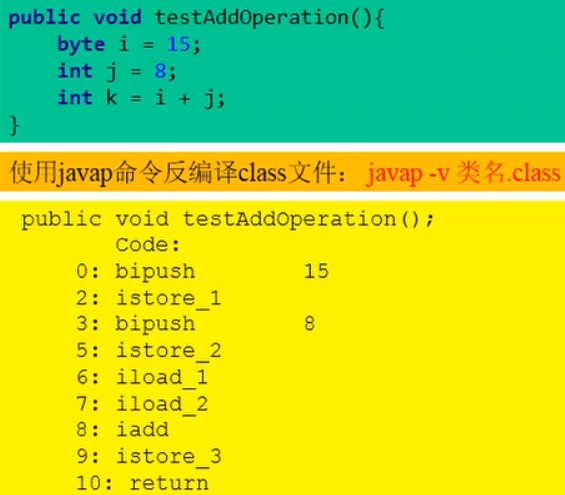 public void testAddOperation(){
    byte i = 15;
    int j = 8;
    int k = i + j;
}
使用javap命令反编译class文件： javap -v 类名.class
public void testAddOperation();
        Code:
     0: bipush        15
     2: istore_1
     3: bipush        8
     5: istore_2
     6: iload_1
     7: iload_2
     8: iadd
     9: istore_3
     10: return